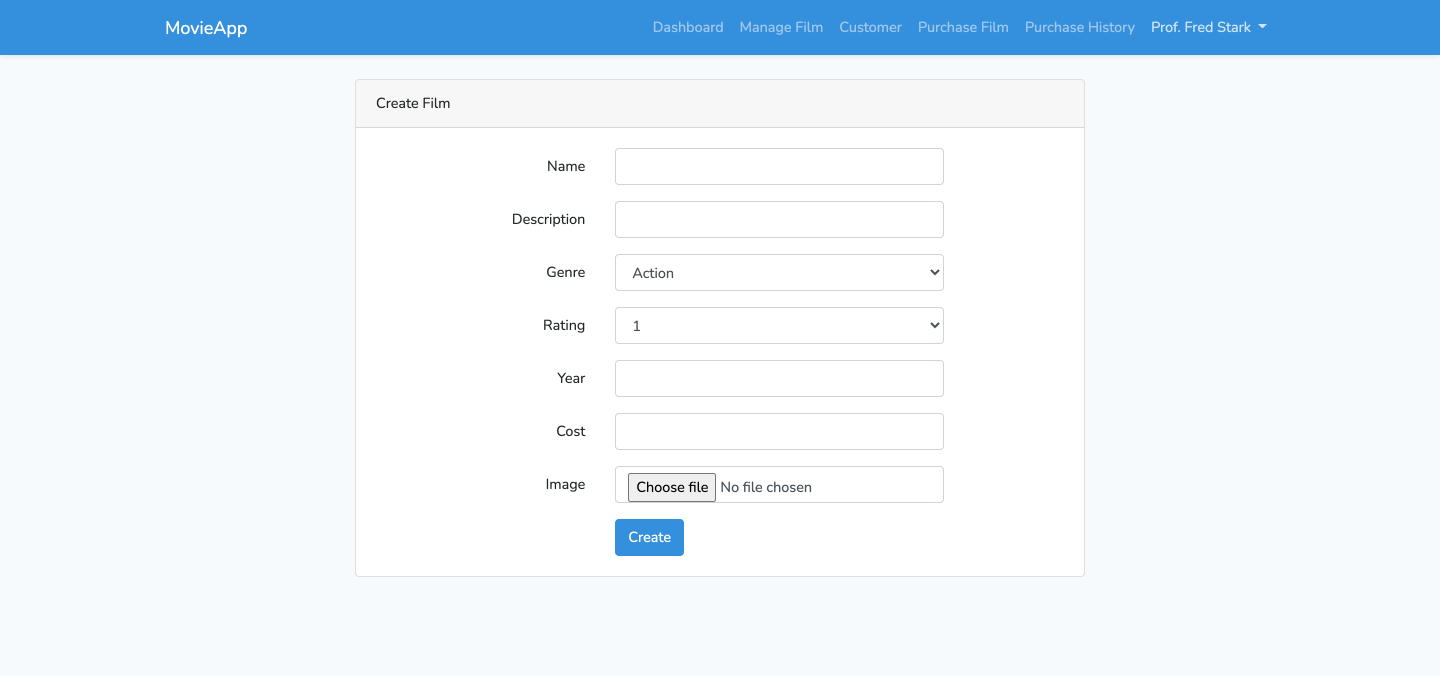 MovieApp Dashboard Manage Film Customer Purchase Film Purchase History Prof. Fred Stark
Create Film
Name
Description
Genre Action
Rating 1
Year
Cost
Image Choose file No file chosen
Create